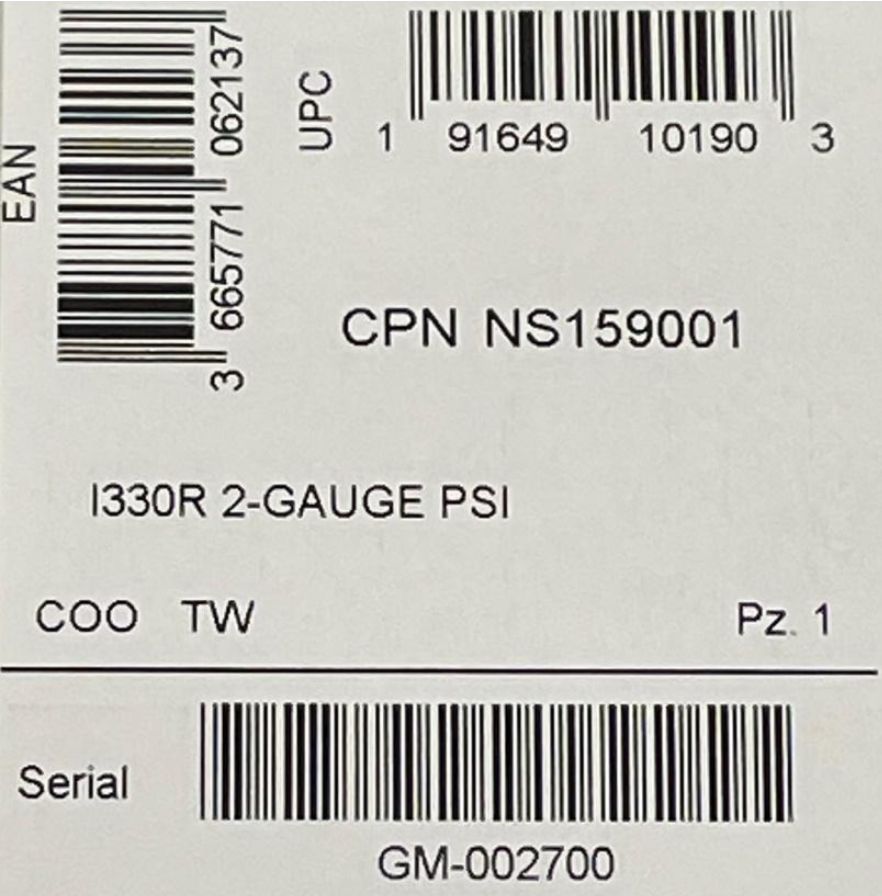 EAN
3 665771 062137
UPC
1 91649 10190 3
CPN NS159001
I330R 2-GAUGE PSI
COO TW
Pz. 1
Serial
GM-002700